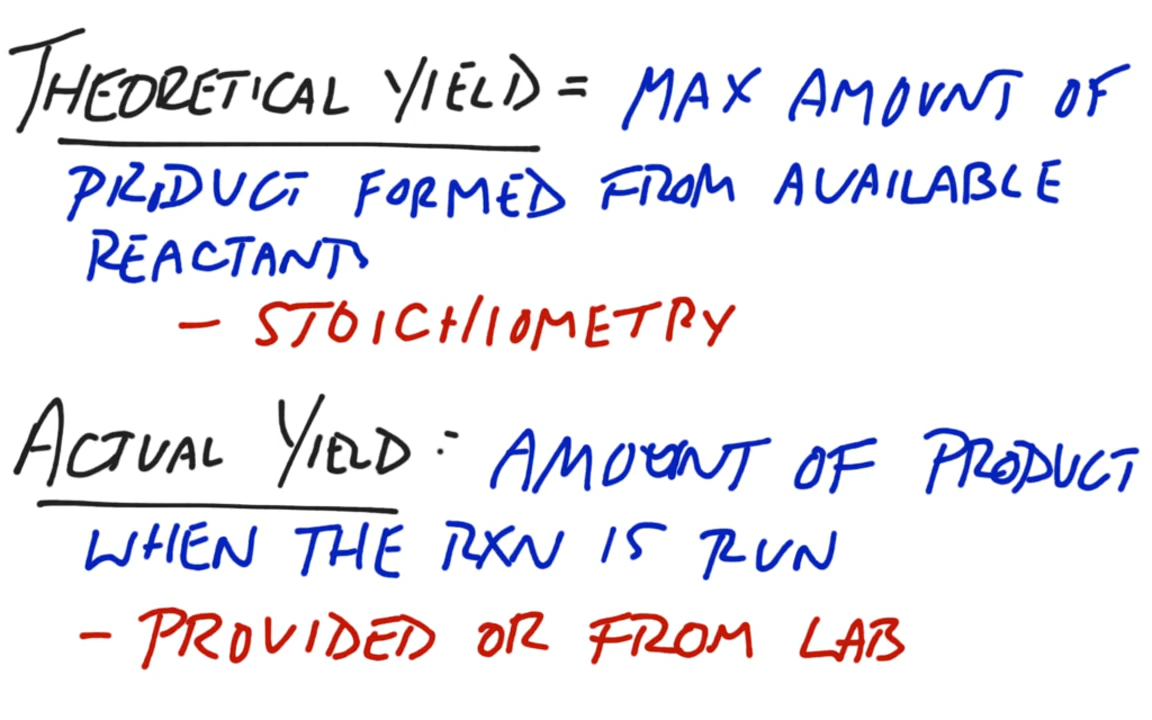 THEORETICAL YIELD = MAX AMOUNT OF
PRODUCT FORMED FROM AVAILABLE
REACTANTS
- STOICHIOMETRY
ACTUAL YIELD: AMOUNT OF PRODUCT
WHEN THE RXN IS RUN
- PROVIDED OR FROM LAB